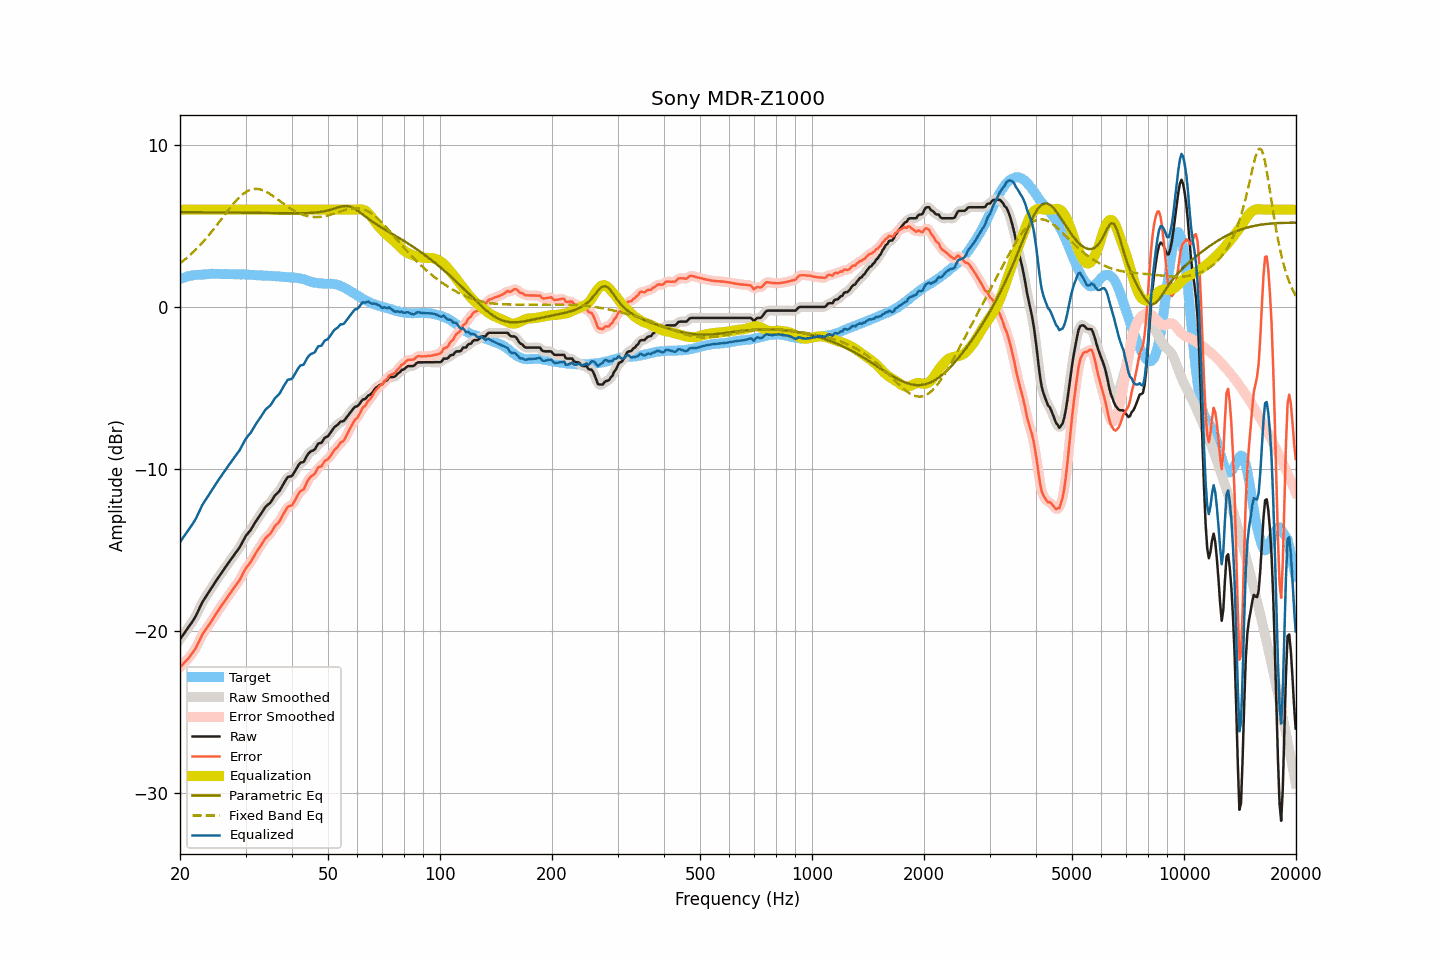 Sony MDR-Z1000
10
0
−10
−20
−30
Amplitude (dBr)
Target
Raw Smoothed
Error Smoothed
Raw
Error
Equalization
Parametric Eq
Fixed Band Eq
Equalized
20 50 100 200 500 1000 2000 5000 10000 20000
Frequency (Hz)